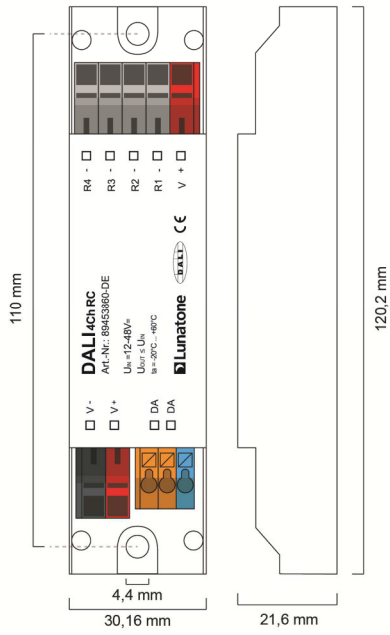 R4 -
R3 -
R2 -
R1 -
V +
DALI 4Ch RC
Art.-Nr.: 89453860-DE
UIN =12-48V=
UOUT ≤ UIN
ta = -20°C ... +60°C
Lunatone
DALI
CE
V -
V +
DA
DA
110 mm
120,2 mm
4,4 mm
30,16 mm
21,6 mm